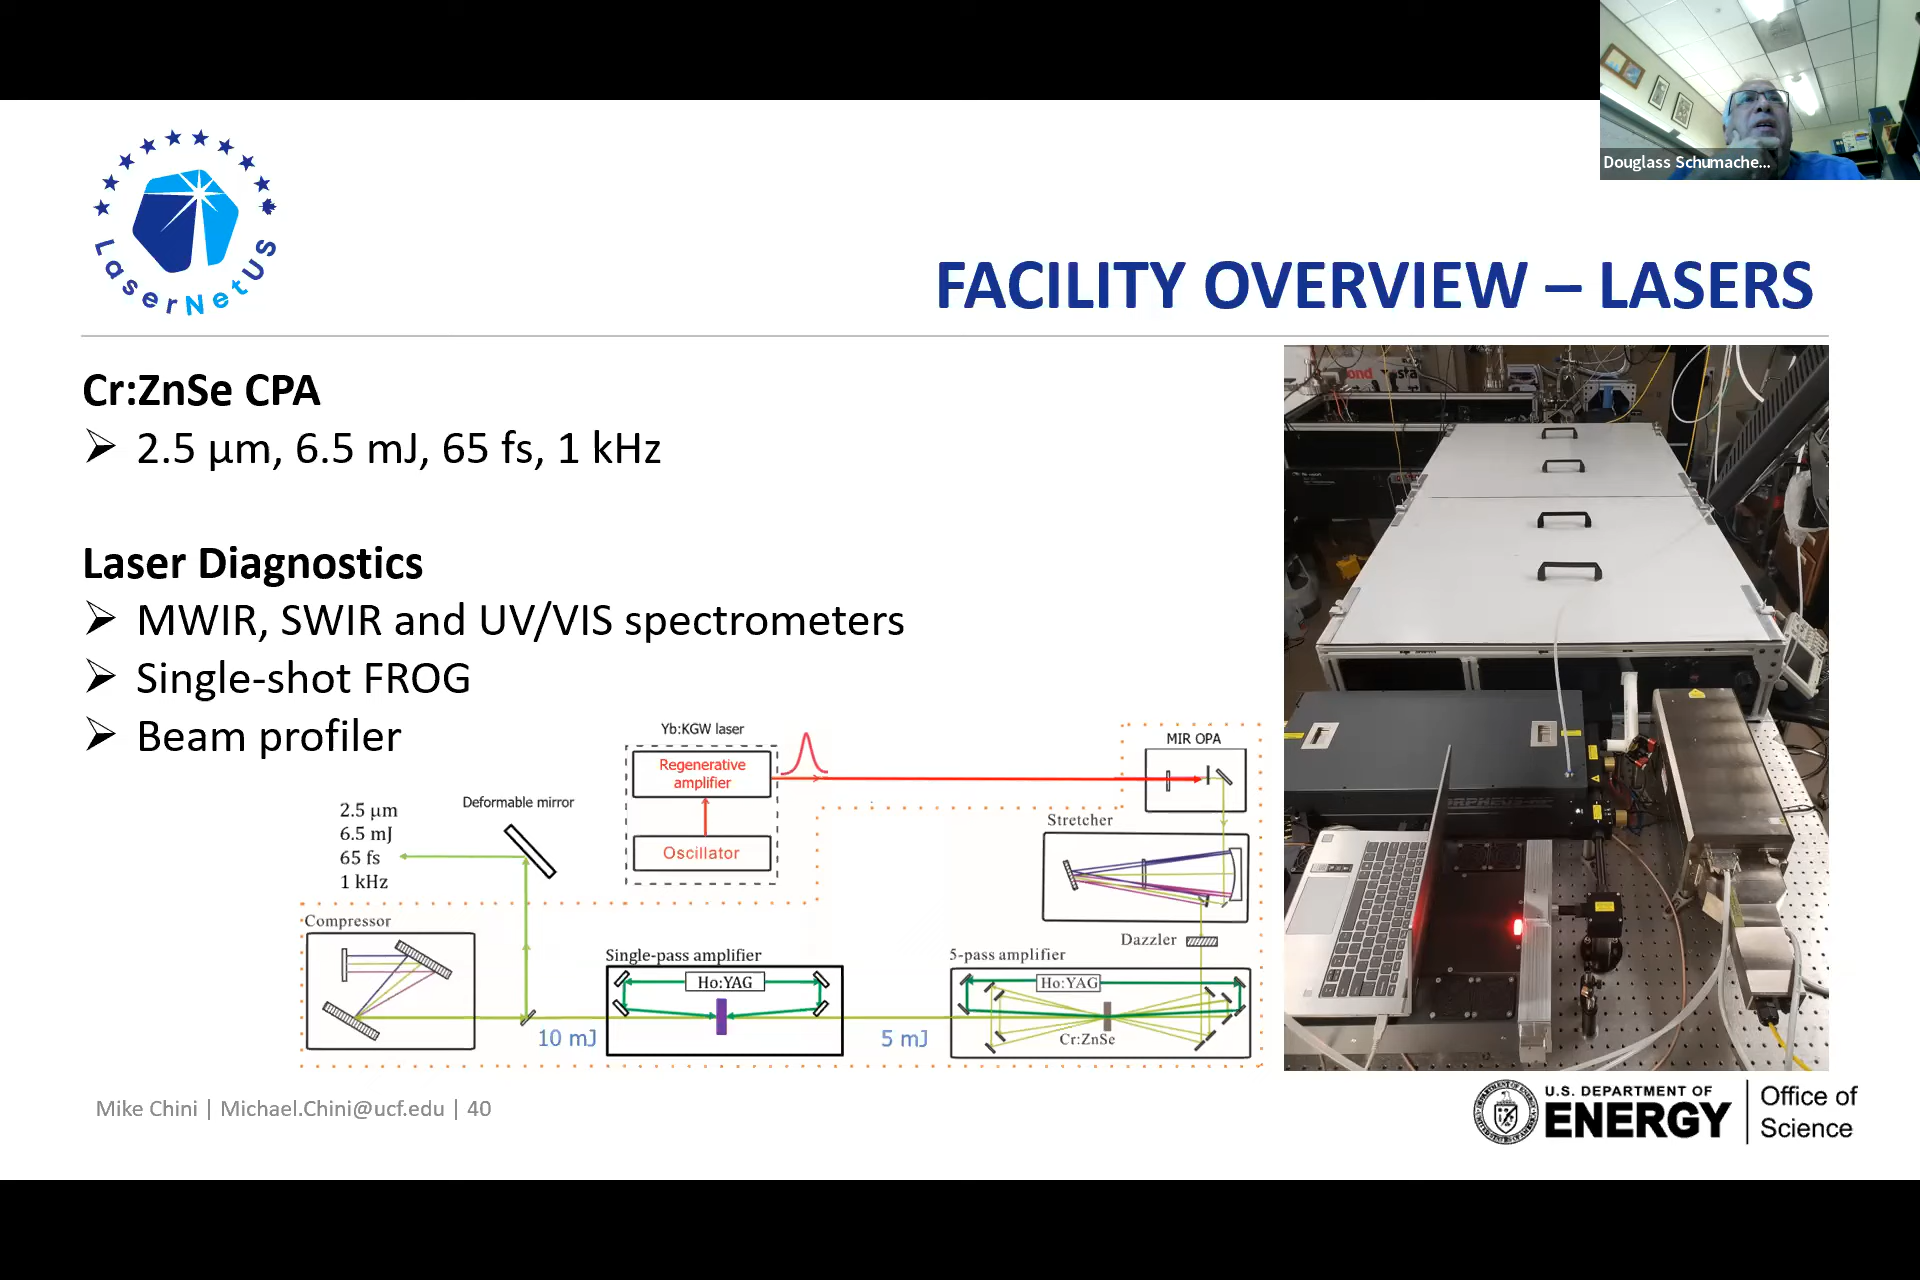 Douglass Schumache...
LaserNetUS
FACILITY OVERVIEW – LASERS
Cr:ZnSe CPA
➢ 2.5 µm, 6.5 mJ, 65 fs, 1 kHz
Laser Diagnostics
➢ MWIR, SWIR and UV/VIS spectrometers
➢ Single-shot FROG
➢ Beam profiler
Yb:KGW laser
Regenerative
amplifier
Oscillator
MIR OPA
Stretcher
Dazzler
5-pass amplifier
Ho:YAG
Cr:ZnSe
5 mJ
Single-pass amplifier
Ho:YAG
10 mJ
Compressor
Deformable mirror
2.5 µm
6.5 mJ
65 fs
1 kHz
Mike Chini | Michael.Chini@ucf.edu | 40
U.S. DEPARTMENT OF
ENERGY
Office of
Science